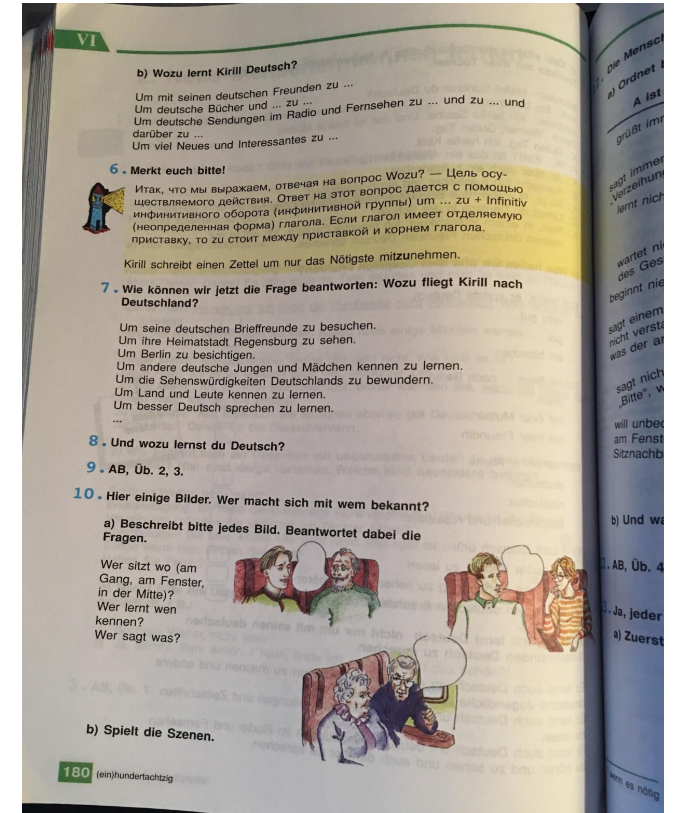 VI
b) Wozu lernt Kirill Deutsch?
Um mit seinen deutschen Freunden zu ...
Um deutsche Bücher und ... zu ...
Um deutsche Sendungen im Radio und Fernsehen zu ... und zu ... und
darüber zu ...
Um viel Neues und Interessantes zu ...
6. Merkt euch bitte!
Итак, что мы выражаем, отвечая на вопрос Wozu? — Цель осу-
ществляемого действия. Ответ на этот вопрос дается с помощью
инфинитивного оборота (инфинитивной группы) um ... zu + Infinitiv
(неопределенная форма) глагола. Если глагол имеет отделяемую
приставку, то zu стоит между приставкой и корнем глагола.
Kirill schreibt einen Zettel um nur das Nötigste mitzunehmen.
7. Wie können wir jetzt die Frage beantworten: Wozu fliegt Kirill nach
Deutschland?
Um seine deutschen Brieffreunde zu besuchen.
Um ihre Heimatstadt Regensburg zu sehen.
Um Berlin zu besichtigen.
Um andere deutsche Jungen und Mädchen kennen zu lernen.
Um die Sehenswürdigkeiten Deutschlands zu bewundern.
Um Land und Leute kennen zu lernen.
Um besser Deutsch sprechen zu lernen.
...
8. Und wozu lernst du Deutsch?
9. AB, Üb. 2, 3.
10. Hier einige Bilder. Wer macht sich mit wem bekannt?
a) Beschreibt bitte jedes Bild. Beantwortet dabei die
Fragen.
Wer sitzt wo (am
Gang, am Fenster,
in der Mitte)?
Wer lernt wen
kennen?
Wer sagt was?
b) Spielt die Szenen.
180 (ein)hundertachtzig
Die Mensch
a) Ordnet
A ist
grüßt imm
sagt immer
"Verzeihung
lernt nich
wartet ni
des Ges
beginnt nie
sagt einem
nicht versta
was der an
sagt nich
„Bitte", w
will unbed
am Fenst
Sitznachb
b) Und wa
AB, Üb. 4
Ja, jeder
a) Zuerst
wenn es nötig